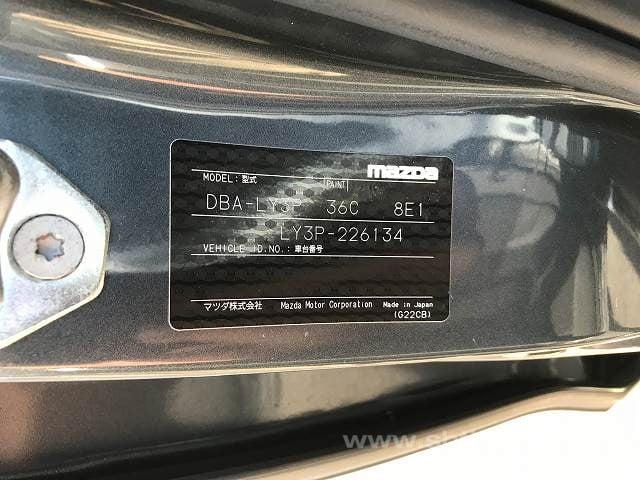 mazda
MODEL: 型式 PAINT
DBA-LY3P 36C 8E1
LY3P-226134
VEHICLE ID.NO.: 車台番号
マツダ株式会社 Mazda Motor Corporation Made in Japan
(G22CB)